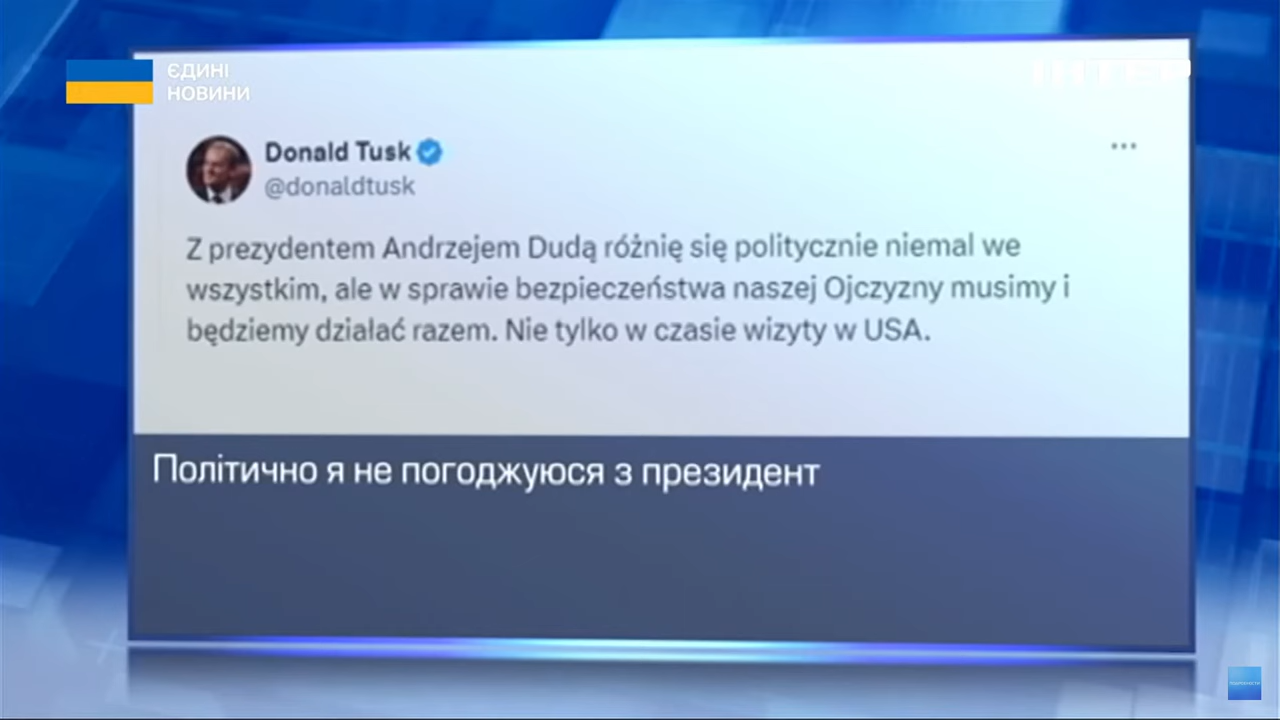 ЄДИНІ
НОВИНИ
ІНТЕР
Donald Tusk
@donaldtusk
Z prezydentem Andrzejem Dudą różnię się politycznie niemal we
wszystkim, ale w sprawie bezpieczeństwa naszej Ojczyzny musimy i
będziemy działać razem. Nie tylko w czasie wizyty w USA.
Політично я не погоджуюся з президент